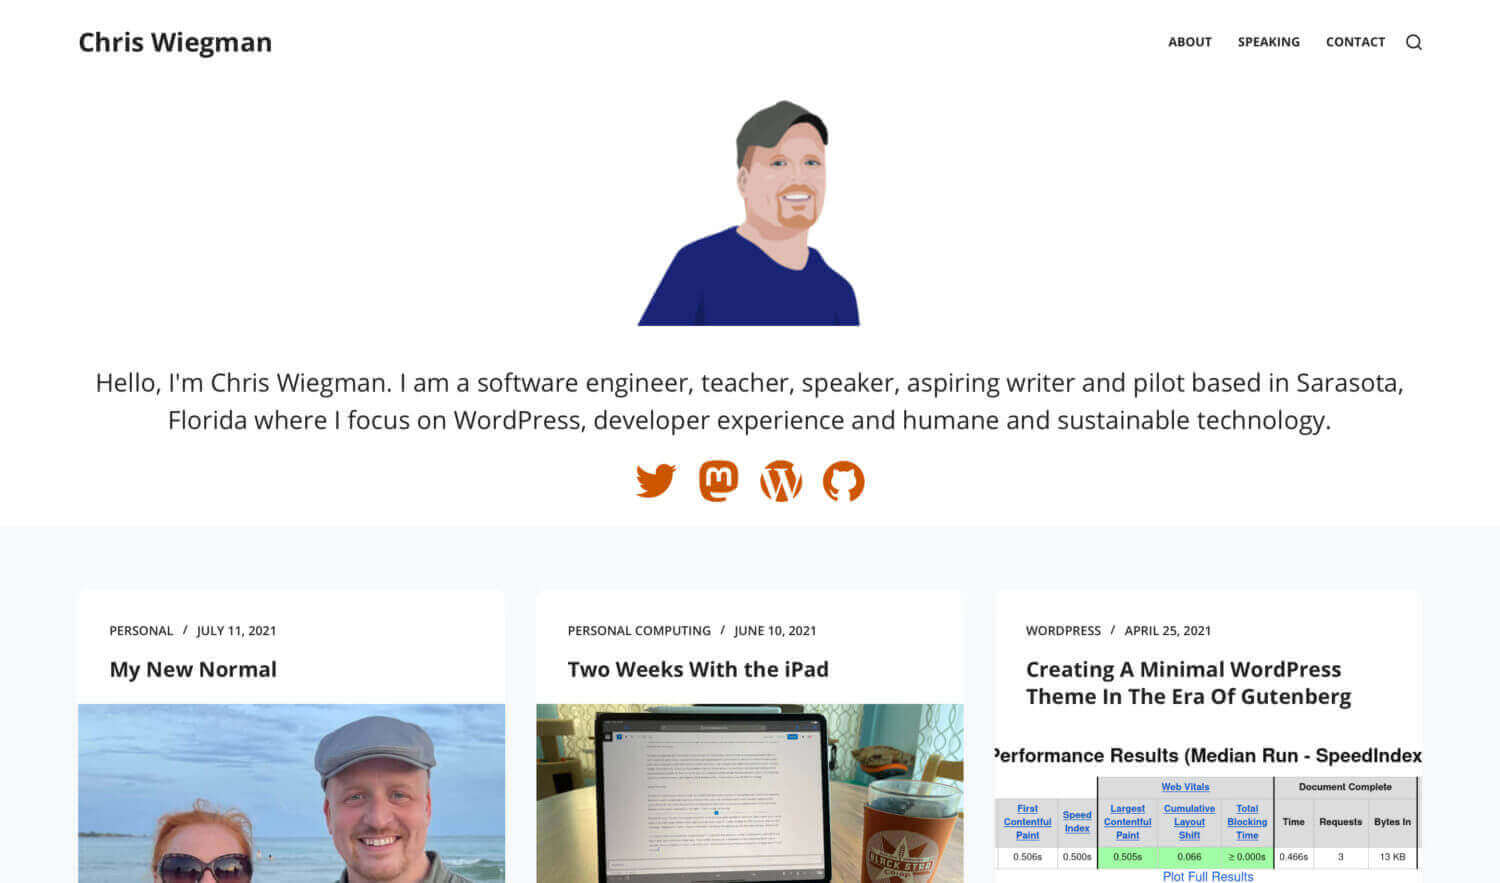 Chris Wiegman
ABOUT SPEAKING CONTACT
Hello, I'm Chris Wiegman. I am a software engineer, teacher, speaker, aspiring writer and pilot based in Sarasota,
Florida where I focus on WordPress, developer experience and humane and sustainable technology.
PERSONAL / JULY 11, 2021
My New Normal
PERSONAL COMPUTING / JUNE 10, 2021
Two Weeks With the iPad
BLACK STAR
CO-OP
WORDPRESS / APRIL 25, 2021
Creating A Minimal WordPress
Theme In The Era Of Gutenberg
Performance Results (Median Run - SpeedIndex
Web Vitals Document Complete
First Contentful Paint Speed Index Largest Contentful Paint Cumulative Layout Shift Total Blocking Time Time Requests Bytes In
0.506s 0.500s 0.505s 0.066 ≥ 0.000s 0.466s 3 13 KB
Plot Full Results